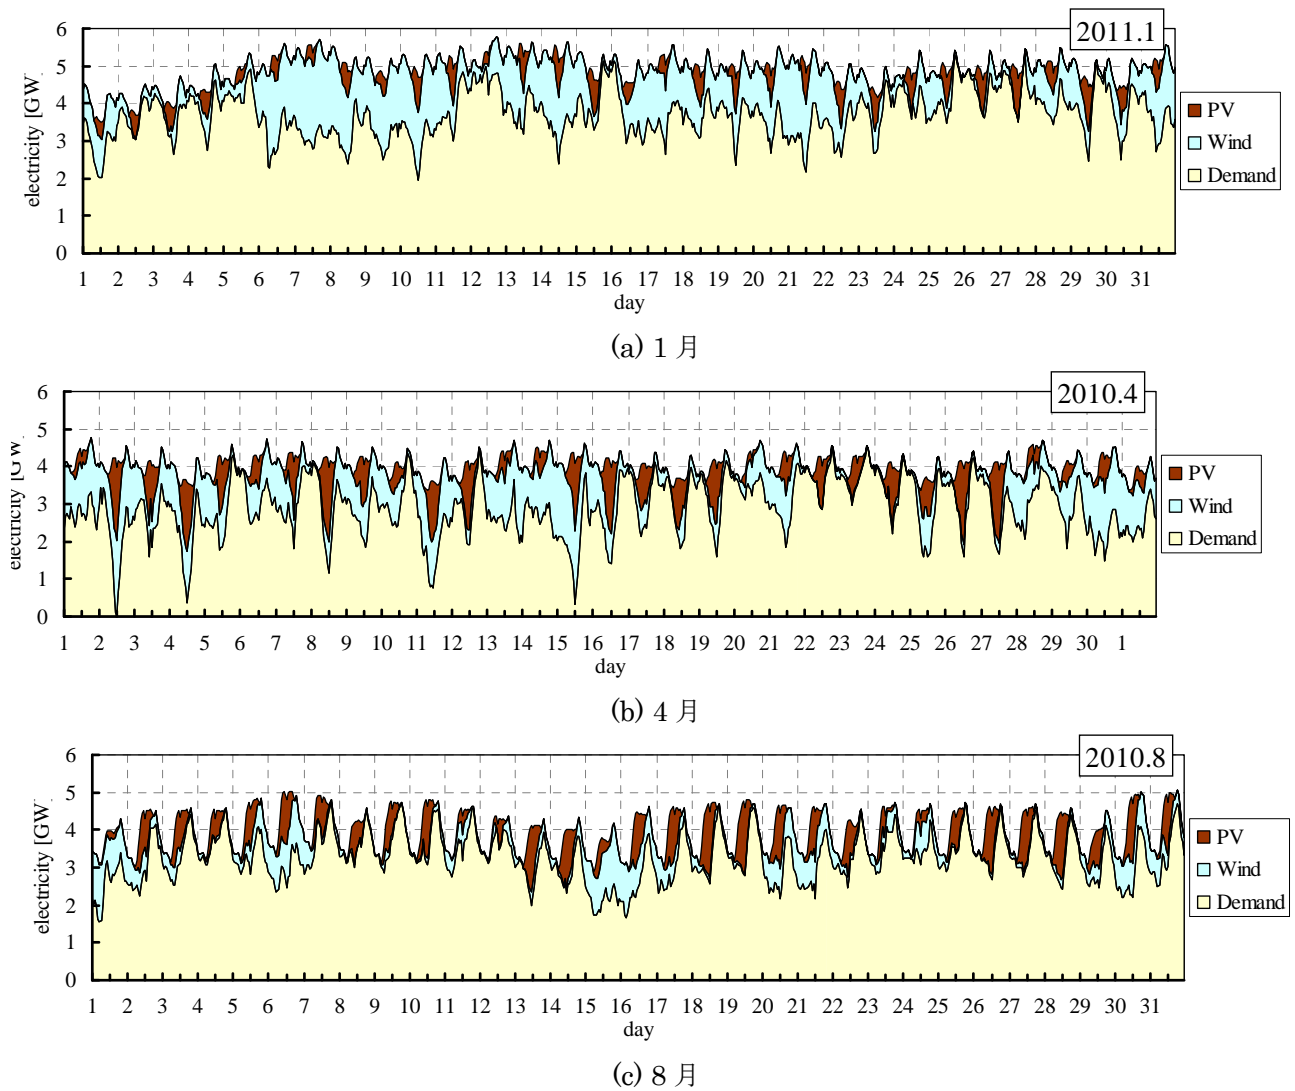 2011.1
6
5
4
3
2
1
0
electricity [GW]
1 2 3 4 5 6 7 8 9 10 11 12 13 14 15 16 17 18 19 20 21 22 23 24 25 26 27 28 29 30 31
day
PV
Wind
Demand
(a) 1 月
2010.4
6
5
4
3
2
1
0
electricity [GW]
1 2 3 4 5 6 7 8 9 10 11 12 13 14 15 16 17 18 19 20 21 22 23 24 25 26 27 28 29 30 1
day
PV
Wind
Demand
(b) 4 月
2010.8
6
5
4
3
2
1
0
electricity [GW]
1 2 3 4 5 6 7 8 9 10 11 12 13 14 15 16 17 18 19 20 21 22 23 24 25 26 27 28 29 30 31
day
PV
Wind
Demand
(c) 8 月